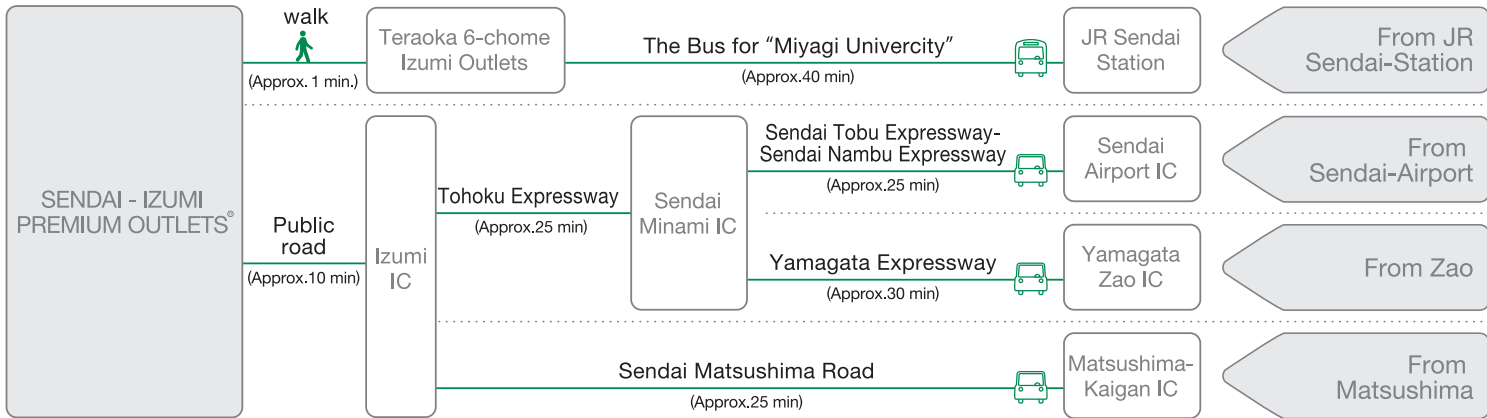 SENDAI - IZUMI
PREMIUM OUTLETS®
walk
(Approx. 1 min.)
Teraoka 6-chome
Izumi Outlets
The Bus for “Miyagi Univercity”
(Approx.40 min)
JR Sendai
Station
From JR
Sendai-Station
Public
road
(Approx.10 min)
Izumi
IC
Tohoku Expressway
(Approx.25 min)
Sendai
Minami IC
Sendai Tobu Expressway-
Sendai Nambu Expressway
(Approx.25 min)
Sendai
Airport IC
From
Sendai-Airport
Yamagata Expressway
(Approx.30 min)
Yamagata
Zao IC
From Zao
Sendai Matsushima Road
(Approx.25 min)
Matsushima-
Kaigan IC
From
Matsushima